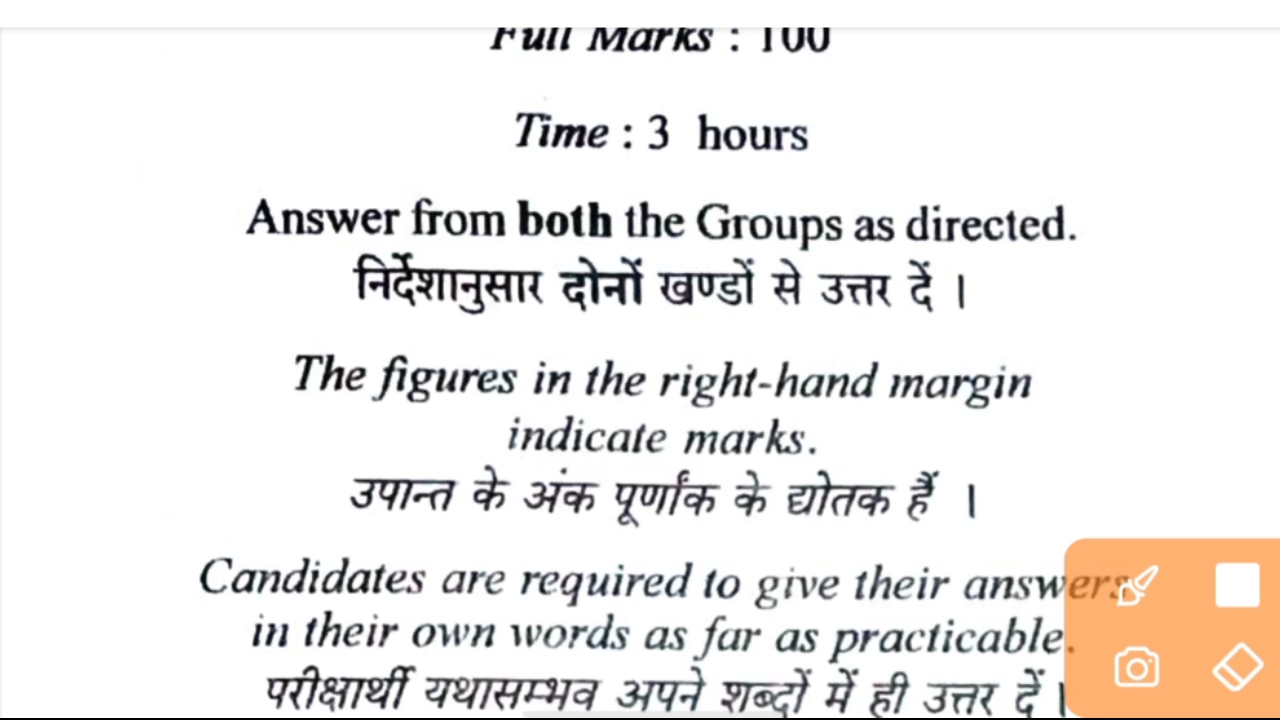 Full Marks : 100
Time : 3 hours
Answer from both the Groups as directed.
निर्देशानुसार दोनों खण्डों से उत्तर दें ।
The figures in the right-hand margin
indicate marks.
उपान्त के अंक पूर्णांक के द्योतक हैं ।
Candidates are required to give their answers
in their own words as far as practicable.
परीक्षार्थी यथासम्भव अपने शब्दों में ही उत्तर दें ।